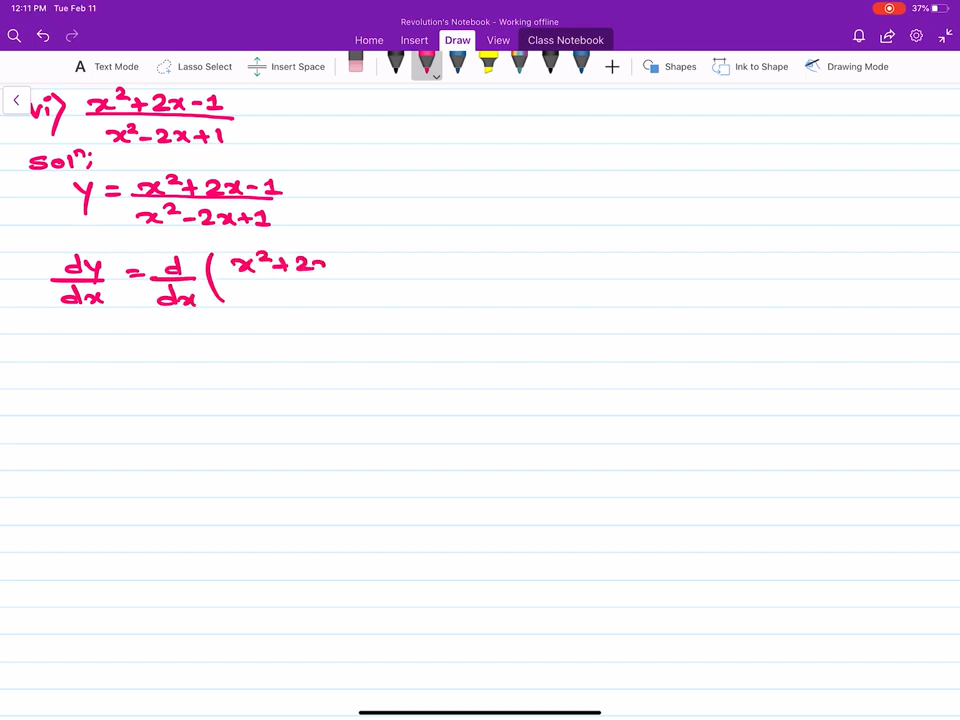 12:11 PM Tue Feb 11
37%
Revolution's Notebook - Working offline
Home Insert Draw View Class Notebook
Text Mode Lasso Select Insert Space Shapes Ink to Shape Drawing Mode
vi) (x² + 2x - 1)/(x² - 2x + 1)
solⁿ;
y = (x² + 2x - 1)/(x² - 2x + 1)
dy/dx = d/dx ( x² + 2